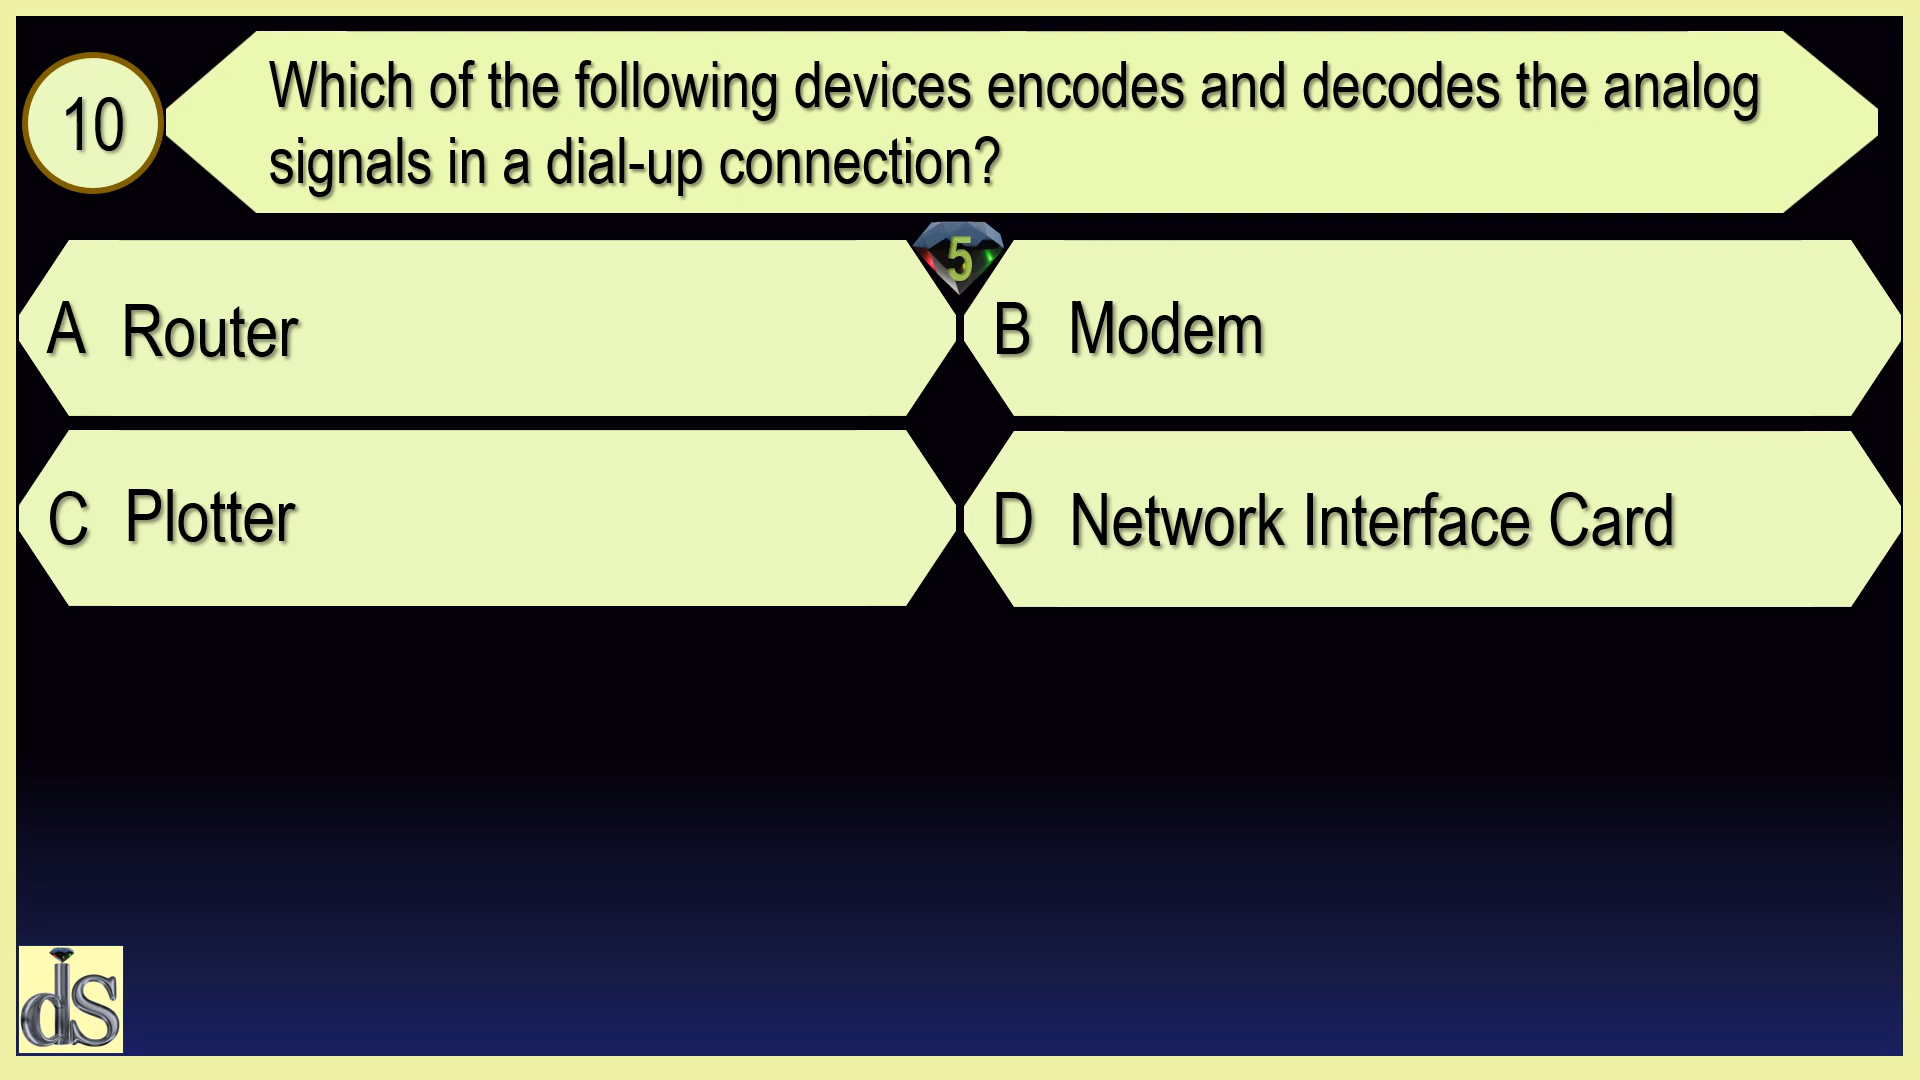 10
Which of the following devices encodes and decodes the analog
signals in a dial-up connection?
5
A Router
B Modem
C Plotter
D Network Interface Card
ds